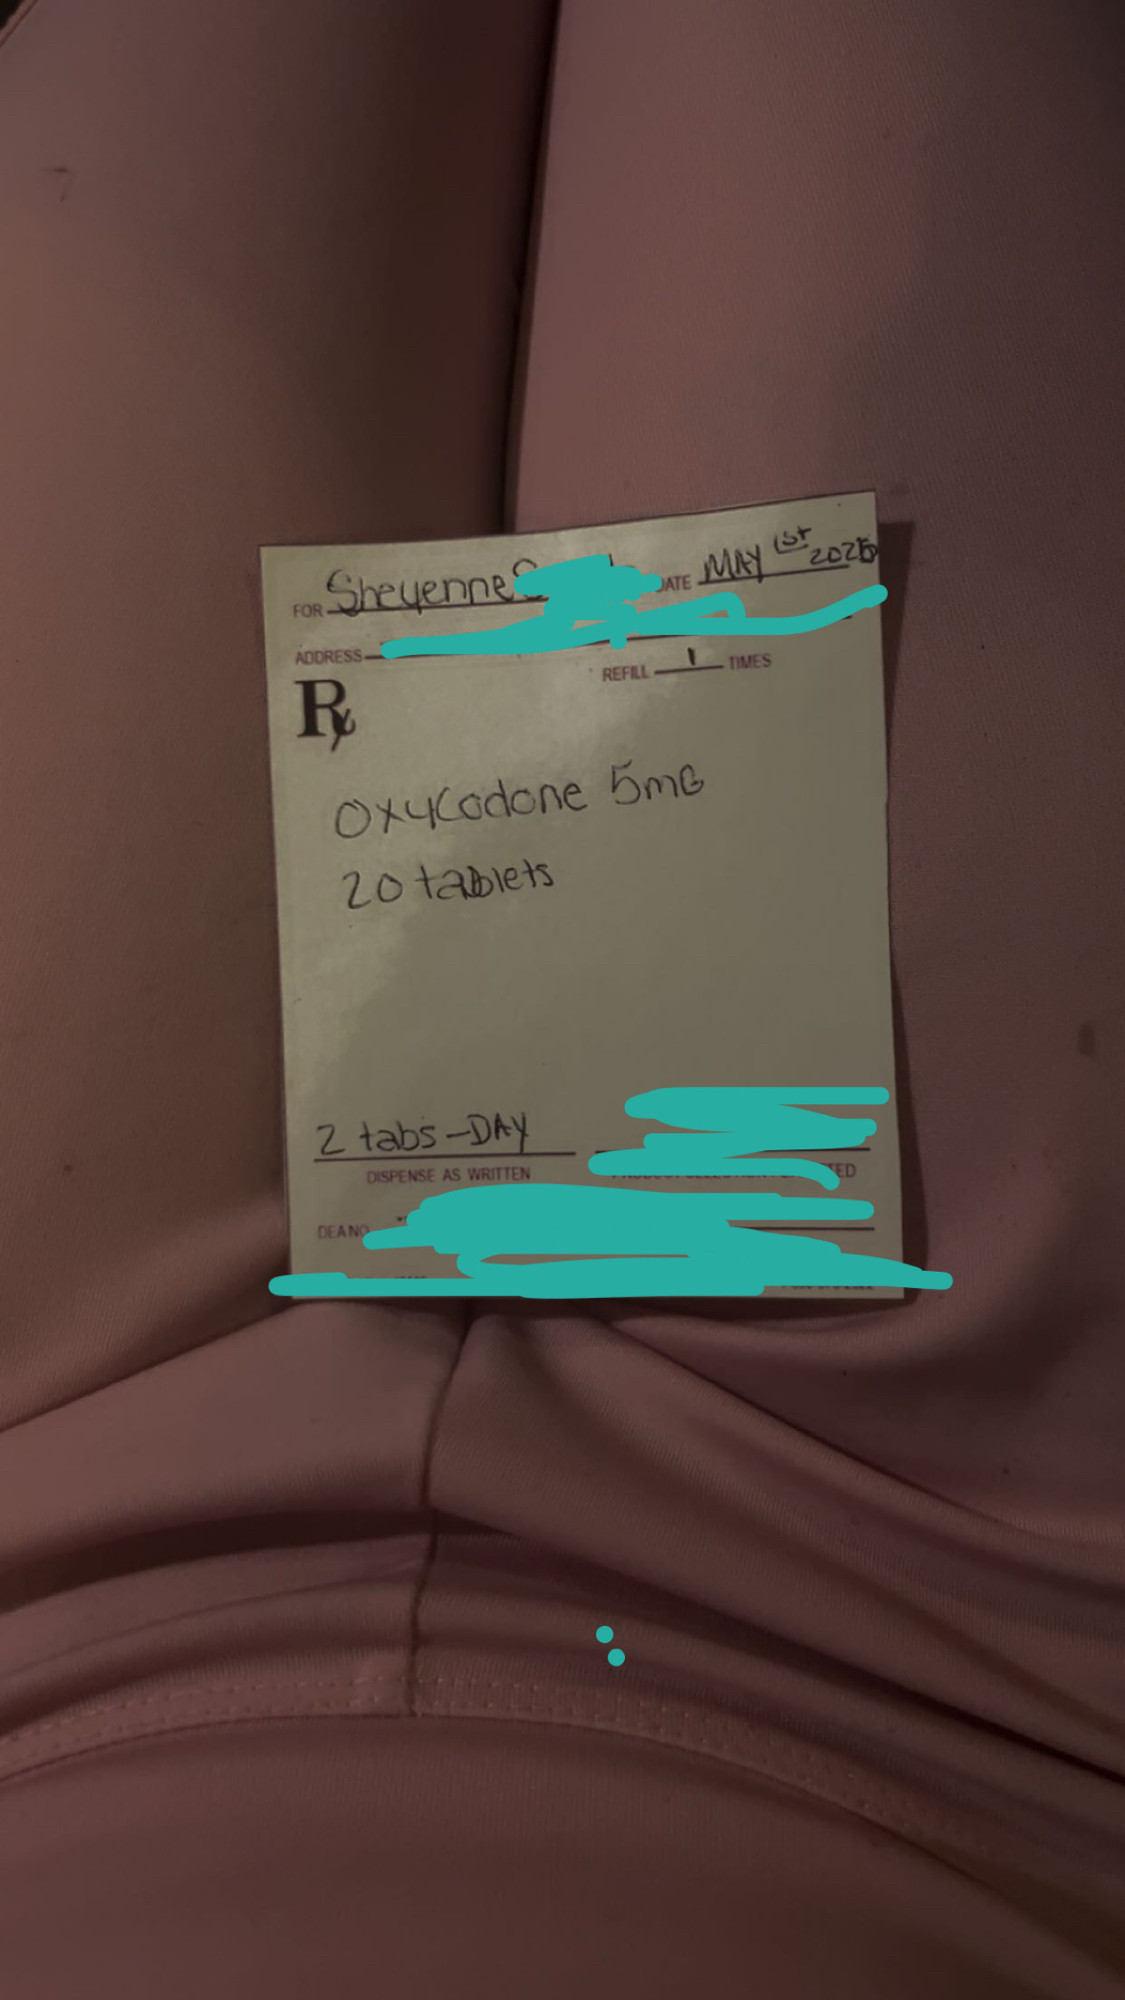 FOR Sheyenne DATE MAY 1st 2025
ADDRESS
REFILL 1 TIMES
Rx
Oxycodone 5mG
20 tablets
2 tabs-DAY
DISPENSE AS WRITTEN
DEA NO